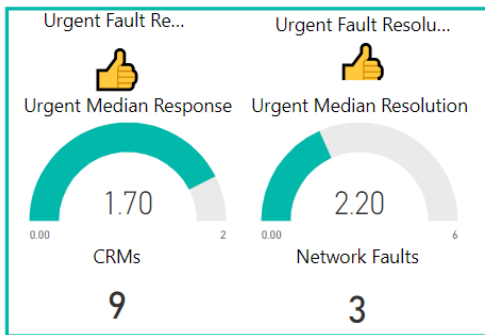 Urgent Fault Re...
Urgent Fault Resolu...
Urgent Median Response
Urgent Median Resolution
1.70
2.20
0.00
2
0.00
6
CRMs
Network Faults
9
3